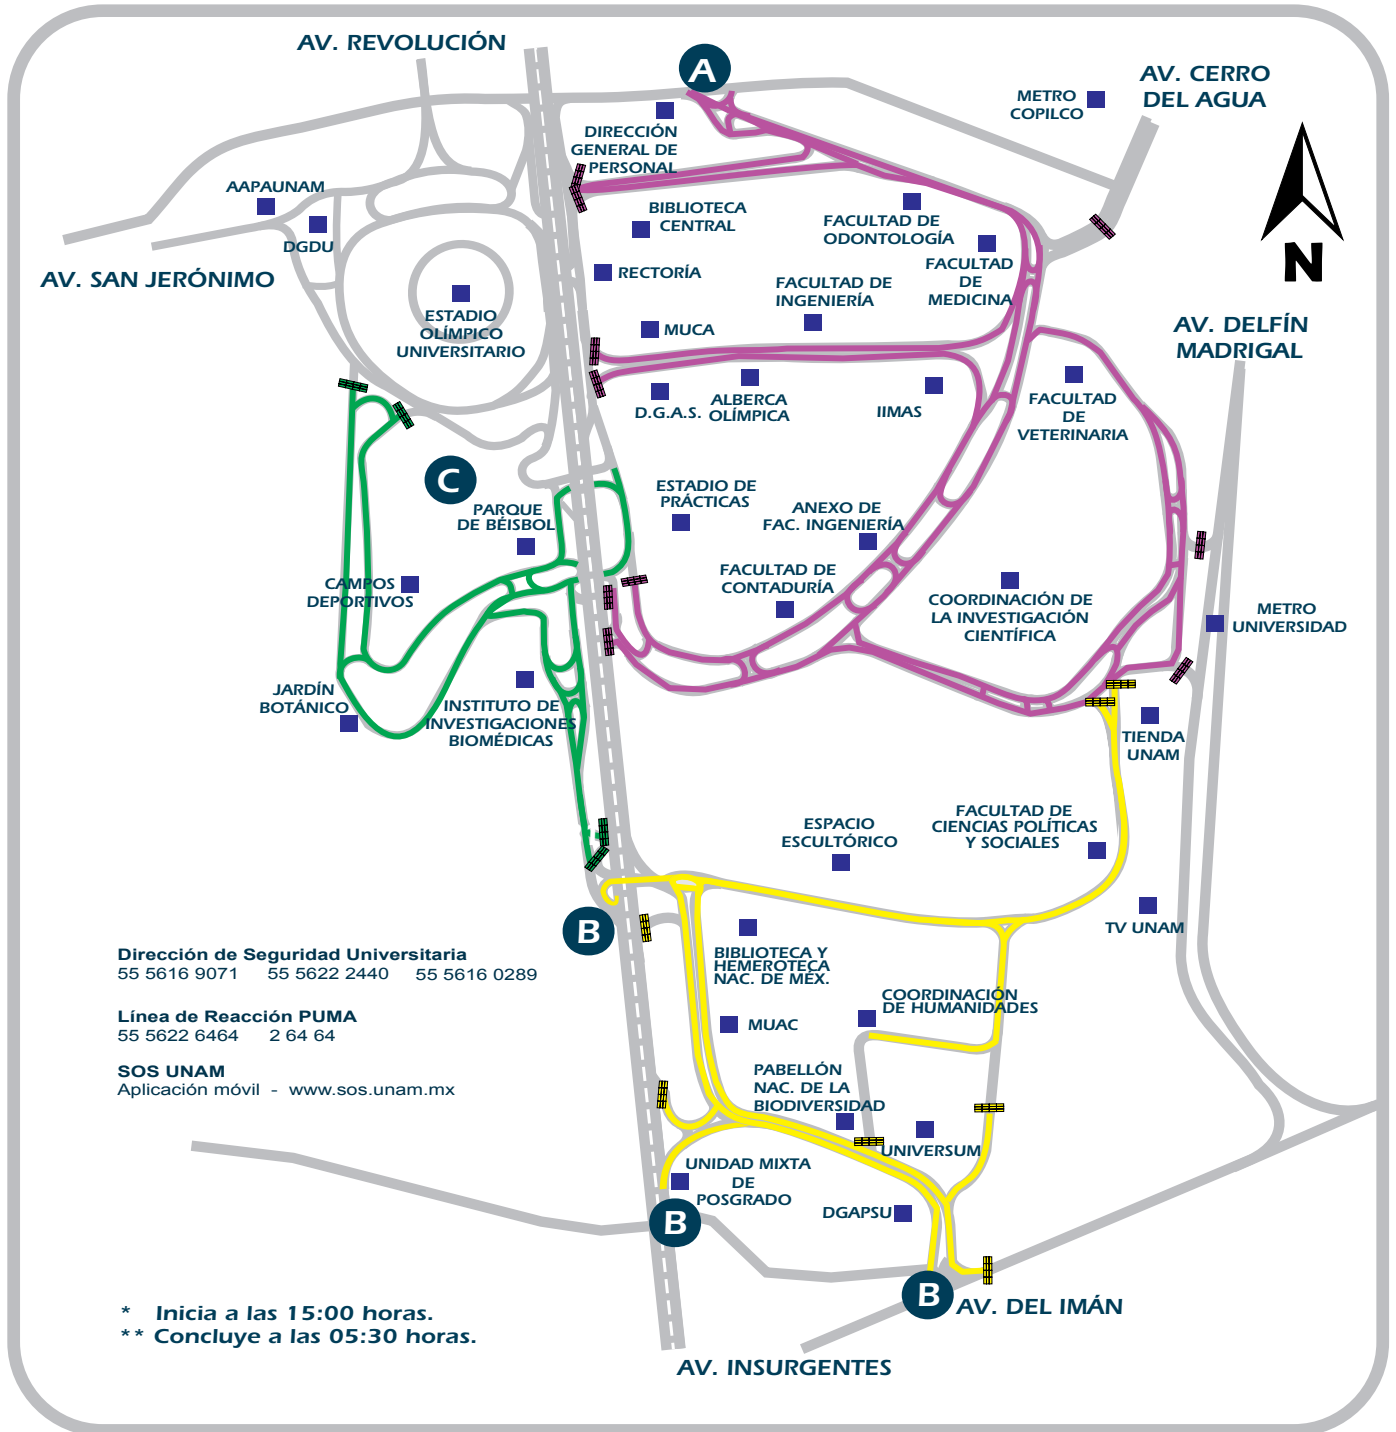 AV. REVOLUCIÓN
A
AV. CERRO
DEL AGUA
METRO
COPILCO
DIRECCIÓN
GENERAL DE
PERSONAL
AAPAUNAM
DGDU
BIBLIOTECA
CENTRAL
FACULTAD DE
ODONTOLOGÍA
FACULTAD
DE
MEDICINA
N
AV. SAN JERÓNIMO
RECTORÍA
FACULTAD DE
INGENIERÍA
ESTADIO
OLÍMPICO
UNIVERSITARIO
MUCA
AV. DELFÍN
MADRIGAL
D.G.A.S.
ALBERCA
OLÍMPICA
IIMAS
FACULTAD
DE
VETERINARIA
C
PARQUE
DE BÉISBOL
ESTADIO DE
PRÁCTICAS
ANEXO DE
FAC. INGENIERÍA
CAMPOS
DEPORTIVOS
FACULTAD DE
CONTADURÍA
COORDINACIÓN DE
LA INVESTIGACIÓN
CIENTÍFICA
METRO
UNIVERSIDAD
JARDÍN
BOTÁNICO
INSTITUTO DE
INVESTIGACIONES
BIOMÉDICAS
TIENDA
UNAM
ESPACIO
ESCULTÓRICO
FACULTAD DE
CIENCIAS POLÍTICAS
Y SOCIALES
B
TV UNAM
BIBLIOTECA Y
HEMEROTECA
NAC. DE MÉX.
Dirección de Seguridad Universitaria
55 5616 9071 55 5622 2440 55 5616 0289
COORDINACIÓN
DE HUMANIDADES
Línea de Reacción PUMA
55 5622 6464 2 64 64
MUAC
SOS UNAM
Aplicación móvil - www.sos.unam.mx
PABELLÓN
NAC. DE LA
BIODIVERSIDAD
UNIVERSUM
UNIDAD MIXTA
DE
POSGRADO
DGAPSU
B
B
AV. DEL IMÁN
* Inicia a las 15:00 horas.
** Concluye a las 05:30 horas.
AV. INSURGENTES